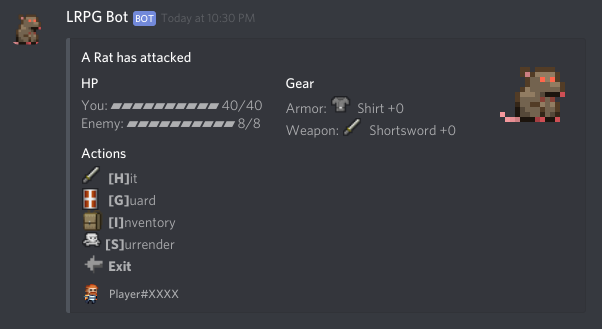 LRPG Bot BOT Today at 10:30 PM
A Rat has attacked
HP
You: 40/40
Enemy: 8/8
Gear
Armor: Shirt +0
Weapon: Shortsword +0
Actions
[H]it
[G]uard
[I]nventory
[S]urrender
Exit
Player#XXXX